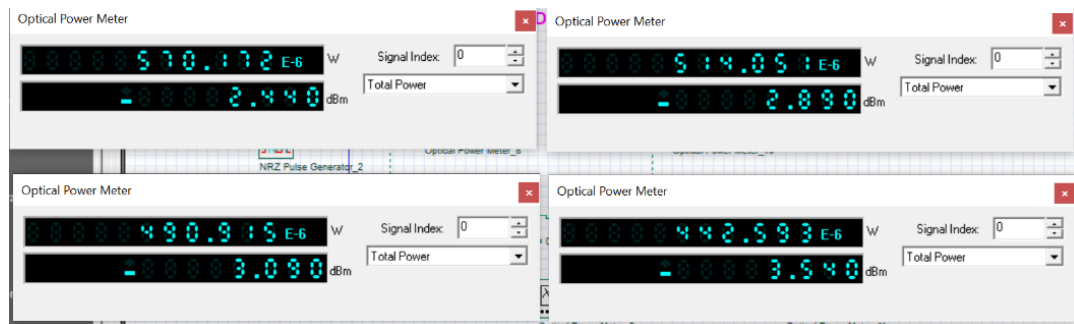 Optical Power Meter
570.172 E-6 W
Signal Index: 0
-2.440 dBm
Total Power
Optical Power Meter
514.051 E-6 W
Signal Index: 0
-2.890 dBm
Total Power
NRZ Pulse Generator_2
Optical Power Meter_8
Optical Power Meter
490.915 E-6 W
Signal Index: 0
-3.090 dBm
Total Power
Optical Power Meter
442.593 E-6 W
Signal Index: 0
-3.540 dBm
Total Power